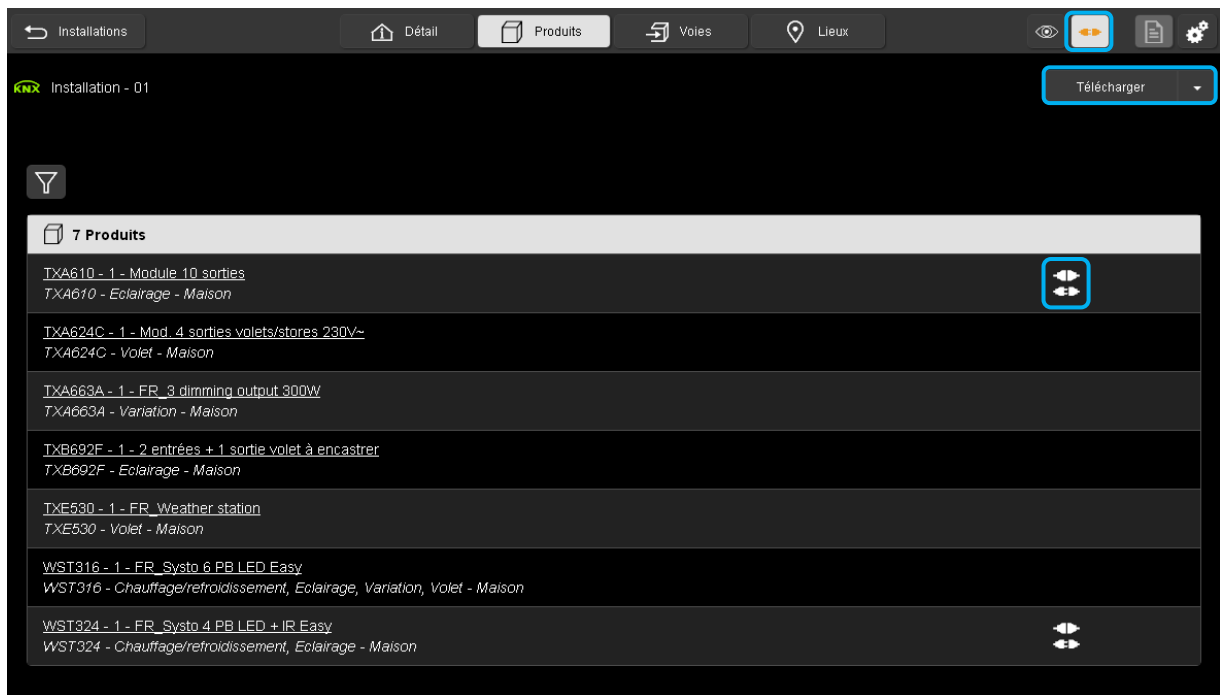 Installations
Détail
Produits
Voies
Lieux
KNX Installation - 01
Télécharger
7 Produits
TXA610 - 1 - Module 10 sorties
TXA610 - Eclairage - Maison
TXA624C - 1 - Mod. 4 sorties volets/stores 230V~
TXA624C - Volet - Maison
TXA663A - 1 - FR_3 dimming output 300W
TXA663A - Variation - Maison
TXB692F - 1 - 2 entrées + 1 sortie volet à encastrer
TXB692F - Eclairage - Maison
TXE530 - 1 - FR_Weather station
TXE530 - Volet - Maison
WST316 - 1 - FR_Systo 6 PB LED Easy
WST316 - Chauffage/refroidissement, Eclairage, Variation, Volet - Maison
WST324 - 1 - FR_Systo 4 PB LED + IR Easy
WST324 - Chauffage/refroidissement, Eclairage - Maison